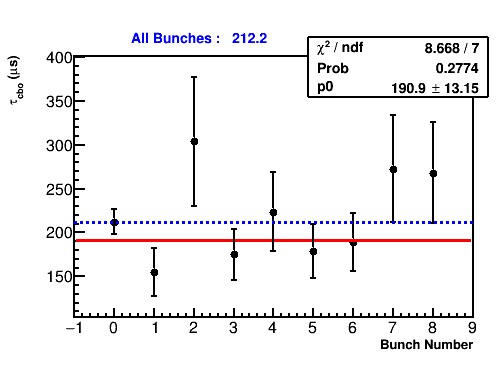 All Bunches :   212.2
χ² / ndf 8.668 / 7
Prob 0.2774
p0 190.9 ± 13.15
τcbo (μs)
400
350
300
250
200
150
−1 0 1 2 3 4 5 6 7 8 9
Bunch Number